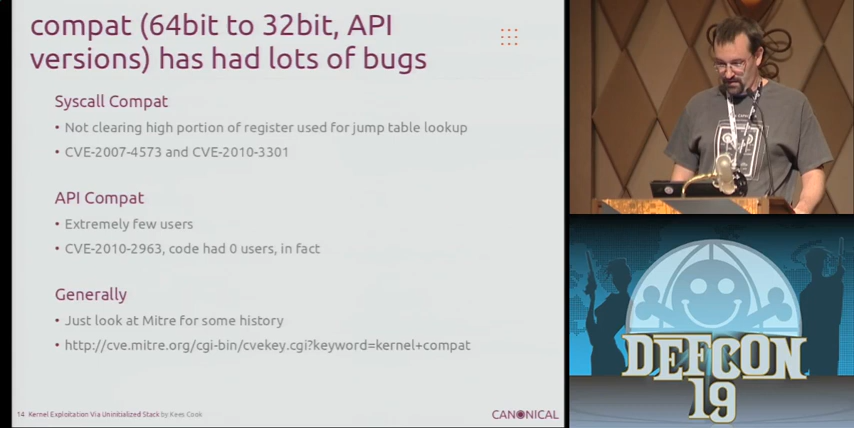 compat (64bit to 32bit, API
versions) has had lots of bugs
Syscall Compat
• Not clearing high portion of register used for jump table lookup
• CVE-2007-4573 and CVE-2010-3301
API Compat
• Extremely few users
• CVE-2010-2963, code had 0 users, in fact
Generally
• Just look at Mitre for some history
• http://cve.mitre.org/cgi-bin/cvekey.cgi?keyword=kernel+compat
14 Kernel Exploitation Via Uninitialized Stack by Kees Cook
CANONICAL
DEFCON
19